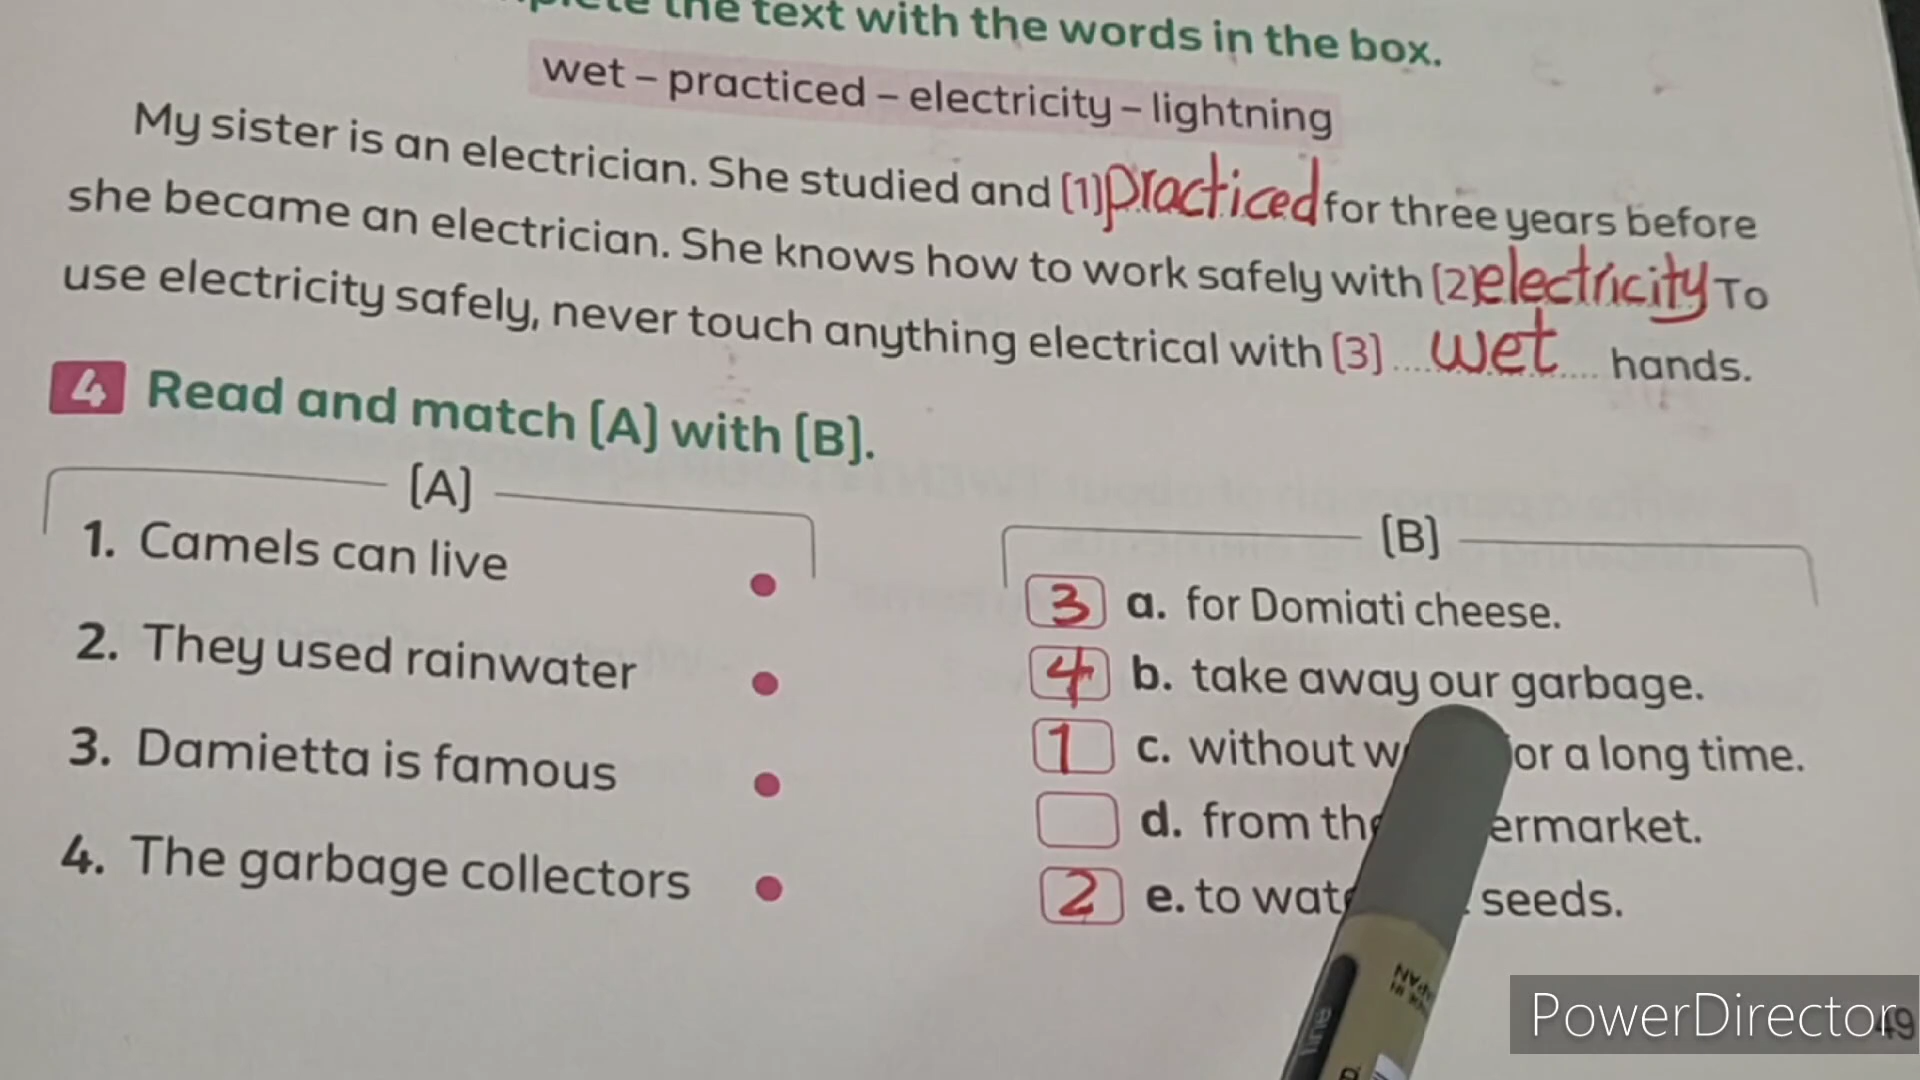 the text with the words in the box.
wet – practiced – electricity – lightning
My sister is an electrician. She studied and (1) practiced for three years before
she became an electrician. She knows how to work safely with (2) electricity To
use electricity safely, never touch anything electrical with (3) wet hands.
4 Read and match (A) with (B).
(A)
1. Camels can live
2. They used rainwater
3. Damietta is famous
4. The garbage collectors
(B)
3 a. for Domiati cheese.
4 b. take away our garbage.
1 c. without or a long time.
d. from
2 e. to seeds.
PowerDirector
49